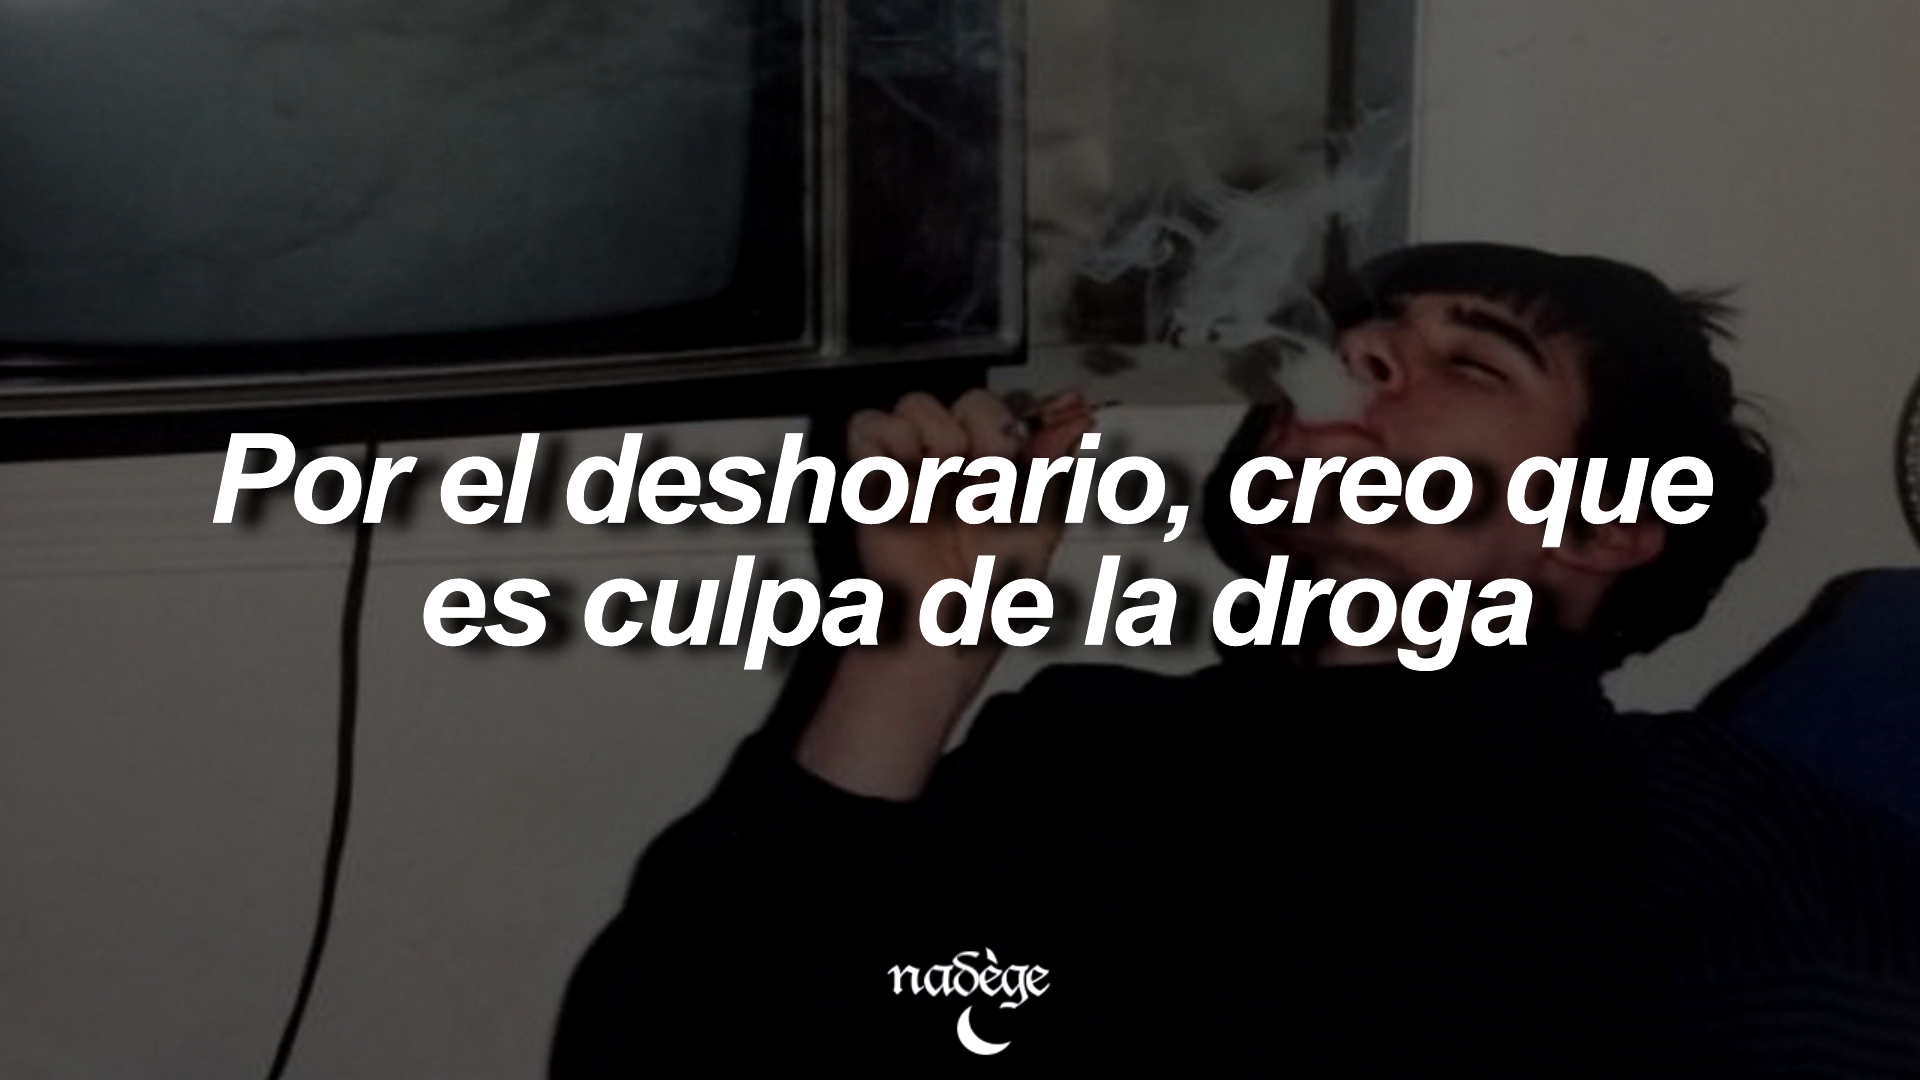 Por el deshorario, creo que
es culpa de la droga
nadège